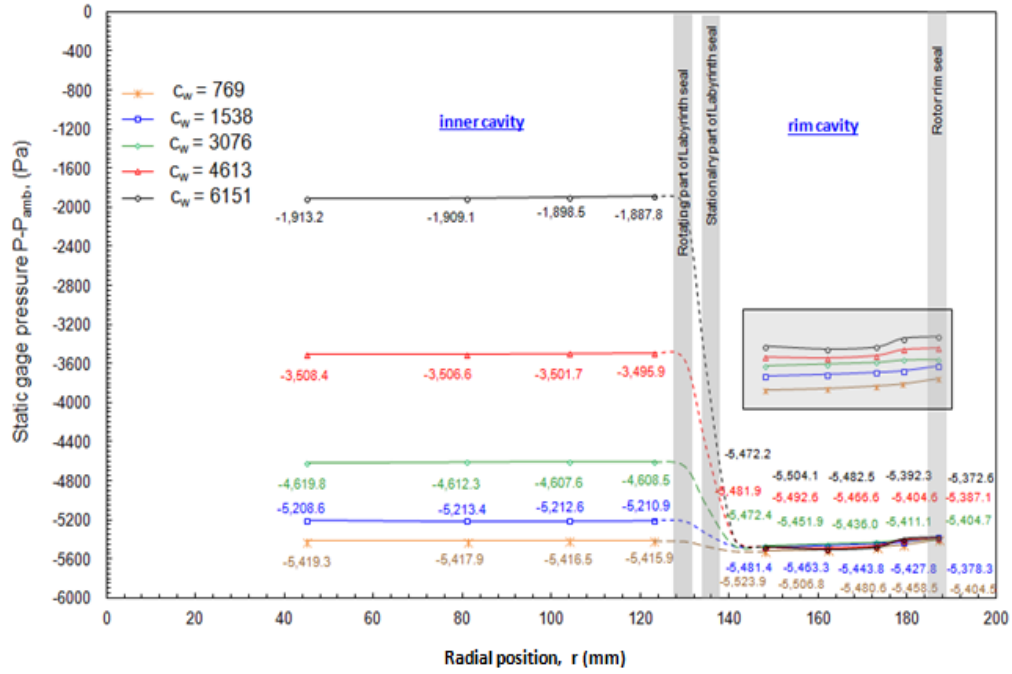 0
-400
-800
-1200
-1600
-2000
-2400
-2800
-3200
-3600
-4000
-4400
-4800
-5200
-5600
-6000
Static gage pressure P-Pamb, (Pa)
Cw = 769
Cw = 1538
Cw = 3076
Cw = 4613
Cw = 6151
inner cavity
rim cavity
Rotating part of Labyrinth seal
Stationalry part of Labyrinth seal
Rotor rim seal
-1,913.2 -1,909.1 -1,898.5 -1,887.8
-3,508.4 -3,506.6 -3,501.7 -3,495.9
-4,619.8 -4,612.3 -4,607.6 -4,608.5
-5,208.6 -5,213.4 -5,212.6 -5,210.9
-5,419.3 -5,417.9 -5,416.5 -5,415.9
-5,472.2 -5,504.1 -5,482.5 -5,392.3 -5,372.6
-5,481.9 -5,492.6 -5,466.6 -5,404.6 -5,387.1
-5,472.4 -5,451.9 -5,436.0 -5,411.1 -5,404.7
-5,481.4 -5,463.3 -5,443.8 -5,427.8 -5,378.3
-5,523.9 -5,506.8 -5,480.6 -5,458.5 -5,404.5
0 20 40 60 80 100 120 140 160 180 200
Radial position, r (mm)